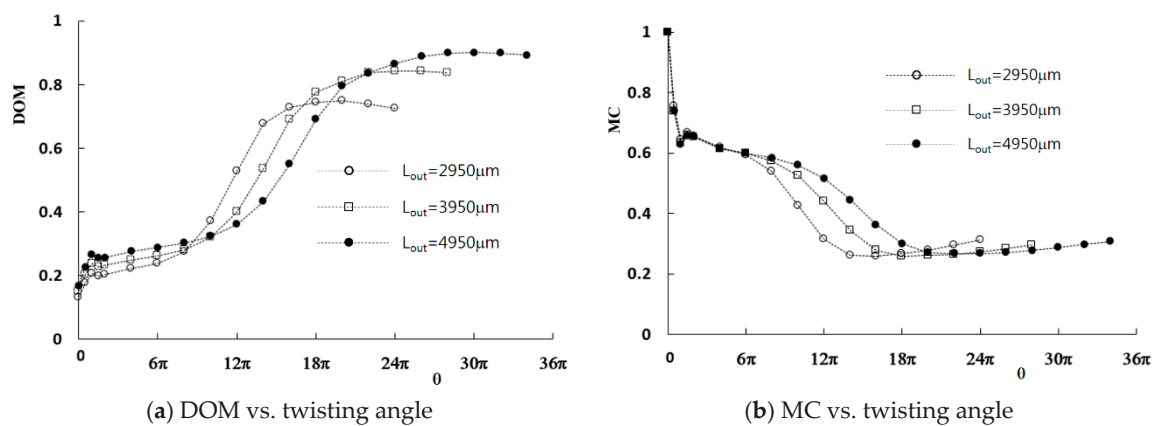 1
0.8
0.6
0.4
0.2
0
DOM
0 6π 12π 18π 24π 30π 36π
θ
L_out=2950μm
L_out=3950μm
L_out=4950μm
(a) DOM vs. twisting angle
1
0.8
0.6
0.4
0.2
0
MC
0 6π 12π 18π 24π 30π 36π
θ
L_out=2950μm
L_out=3950μm
L_out=4950μm
(b) MC vs. twisting angle